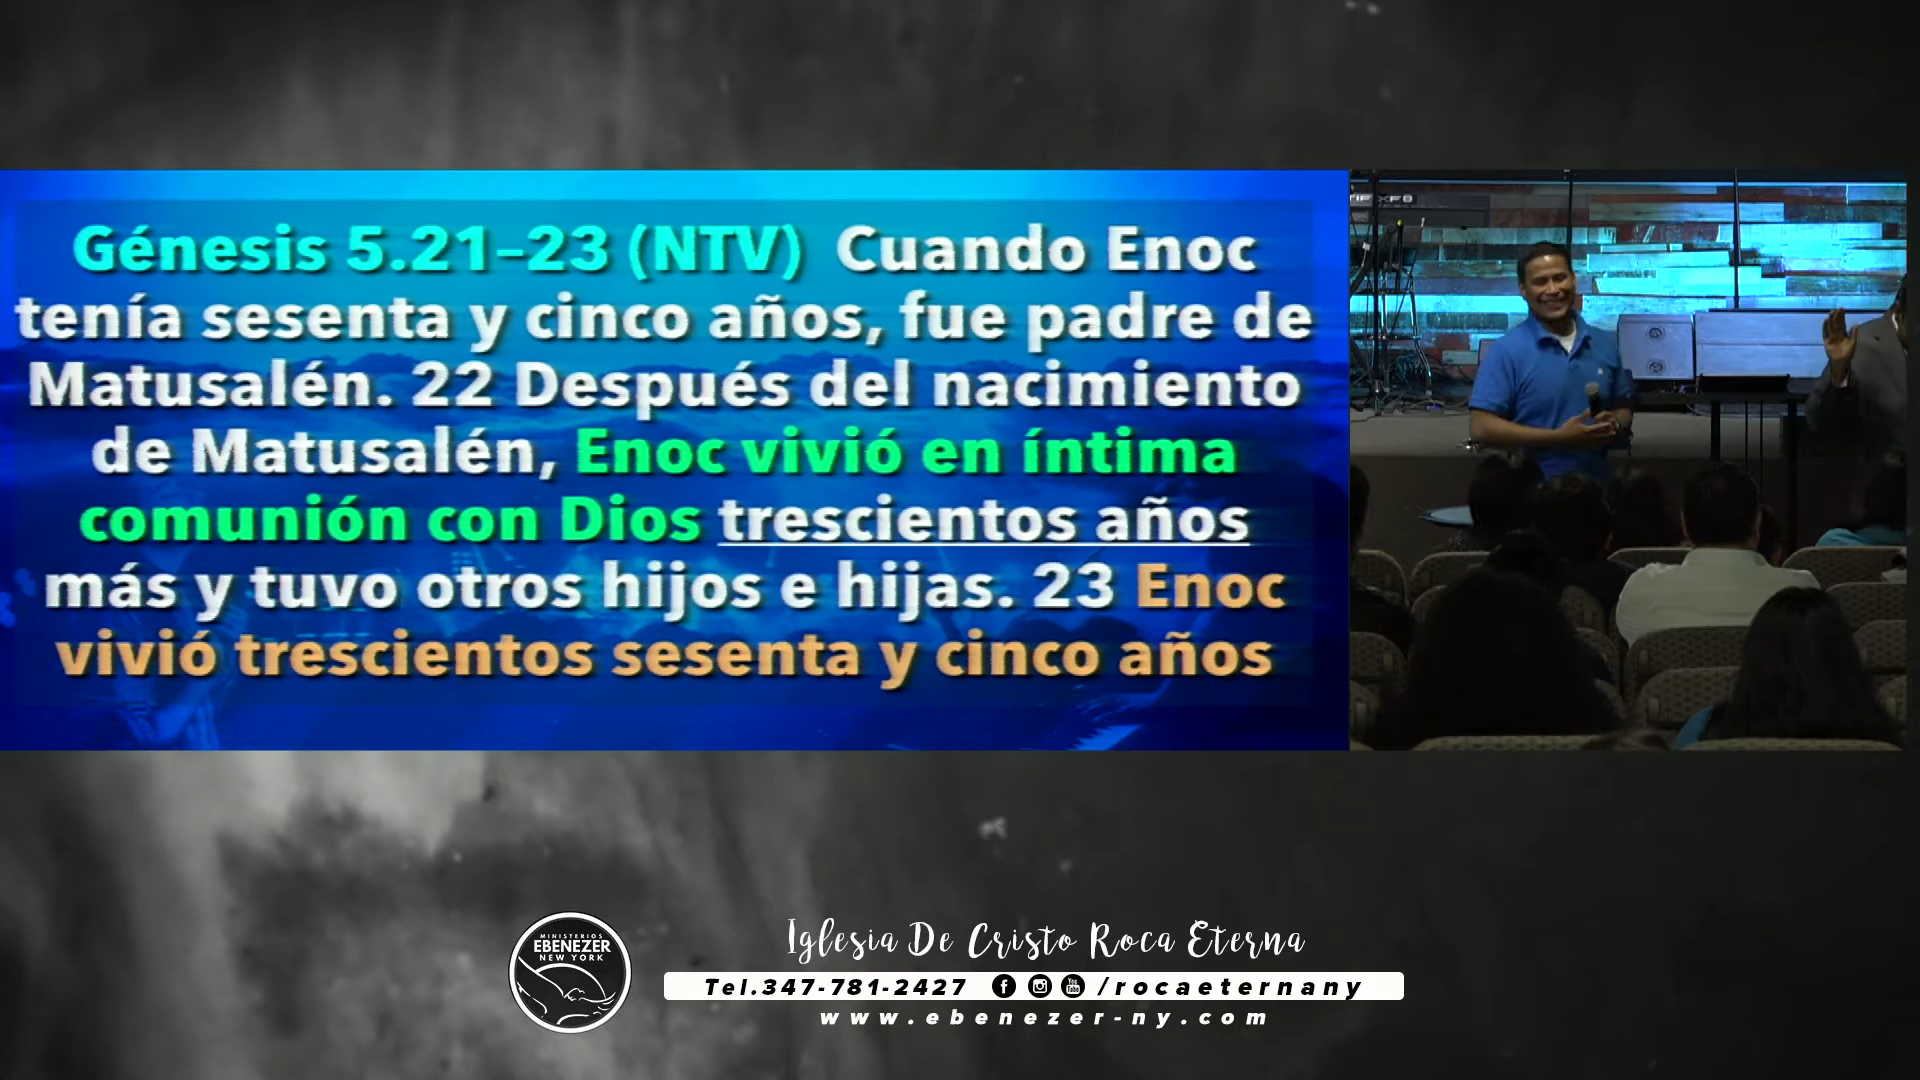 Génesis 5.21–23 (NTV) Cuando Enoc
tenía sesenta y cinco años, fue padre de
Matusalén. 22 Después del nacimiento
de Matusalén, Enoc vivió en íntima
comunión con Dios trescientos años
más y tuvo otros hijos e hijas. 23 Enoc
vivió trescientos sesenta y cinco años
XF8
MINISTERIOS
EBENEZER
NEW YORK
Iglesia De Cristo Roca Eterna
Tel.347-781-2427 /rocaeternany
www.ebenezer-ny.com